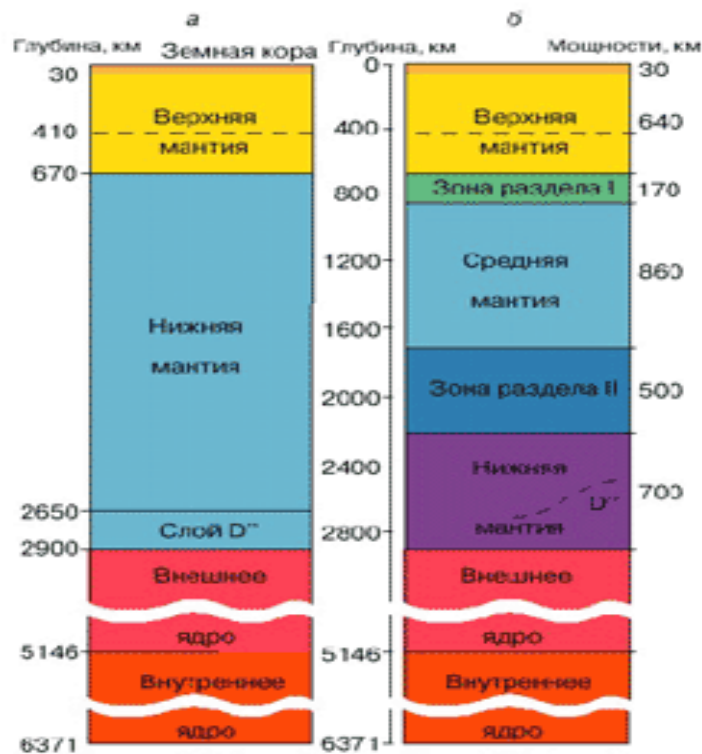 а
б
Глубина, км
Земная кора
Глубина, км
Мощности, км
30
410
670
2650
2900
5146
6371
Верхняя
мантия
Нижняя
мантия
Слой D"
Внешнее
ядро
Внутреннее
ядро
0
400
800
1200
1600
2000
2400
2800
5146
6371
Верхняя
мантия
Зона раздела I
Средняя
мантия
Зона раздела II
Нижняя
D"
мантия
Внешнее
ядро
Внутреннее
ядро
30
640
170
860
500
700